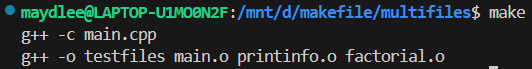 maydlee@LAPTOP-U1MO0N2F:/mnt/d/makefile/multifiles$ make
g++ -c main.cpp
g++ -o testfiles main.o printinfo.o factorial.o